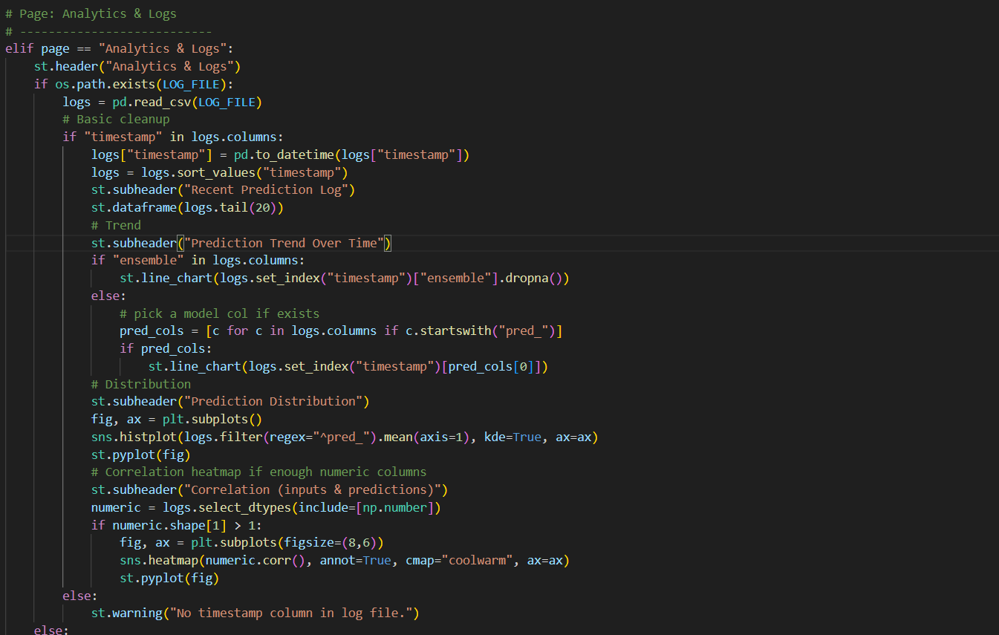 # Page: Analytics & Logs
# ---------------------------
elif page == "Analytics & Logs":
    st.header("Analytics & Logs")
    if os.path.exists(LOG_FILE):
        logs = pd.read_csv(LOG_FILE)
        # Basic cleanup
        if "timestamp" in logs.columns:
            logs["timestamp"] = pd.to_datetime(logs["timestamp"])
            logs = logs.sort_values("timestamp")
            st.subheader("Recent Prediction Log")
            st.dataframe(logs.tail(20))
            # Trend
            st.subheader("Prediction Trend Over Time")
            if "ensemble" in logs.columns:
                st.line_chart(logs.set_index("timestamp")["ensemble"].dropna())
            else:
                # pick a model col if exists
                pred_cols = [c for c in logs.columns if c.startswith("pred_")]
                if pred_cols:
                    st.line_chart(logs.set_index("timestamp")[pred_cols[0]])
            # Distribution
            st.subheader("Prediction Distribution")
            fig, ax = plt.subplots()
            sns.histplot(logs.filter(regex="^pred_").mean(axis=1), kde=True, ax=ax)
            st.pyplot(fig)
            # Correlation heatmap if enough numeric columns
            st.subheader("Correlation (inputs & predictions)")
            numeric = logs.select_dtypes(include=[np.number])
            if numeric.shape[1] > 1:
                fig, ax = plt.subplots(figsize=(8,6))
                sns.heatmap(numeric.corr(), annot=True, cmap="coolwarm", ax=ax)
                st.pyplot(fig)
        else:
            st.warning("No timestamp column in log file.")
    else: